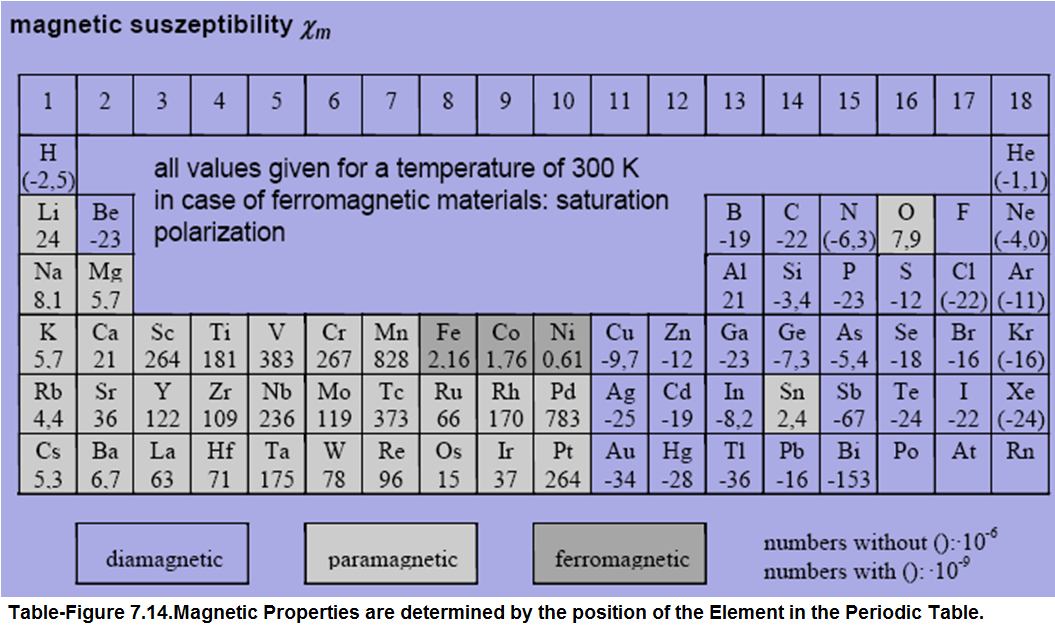 magnetic suszeptibility χm
1 2 3 4 5 6 7 8 9 10 11 12 13 14 15 16 17 18
H He
(-2,5) (-1,1)
all values given for a temperature of 300 K
in case of ferromagnetic materials: saturation
polarization
Li Be B C N O F Ne
24 -23 -19 -22 (-6,3) 7,9 (-4,0)
Na Mg Al Si P S Cl Ar
8,1 5,7 21 -3,4 -23 -12 (-22) (-11)
K Ca Sc Ti V Cr Mn Fe Co Ni Cu Zn Ga Ge As Se Br Kr
5,7 21 264 181 383 267 828 2,16 1,76 0,61 -9,7 -12 -23 -7,3 -5,4 -18 -16 (-16)
Rb Sr Y Zr Nb Mo Tc Ru Rh Pd Ag Cd In Sn Sb Te I Xe
4,4 36 122 109 236 119 373 66 170 783 -25 -19 -8,2 2,4 -67 -24 -22 (-24)
Cs Ba La Hf Ta W Re Os Ir Pt Au Hg Tl Pb Bi Po At Rn
5,3 6,7 63 71 175 78 96 15 37 264 -34 -28 -36 -16 -153
diamagnetic paramagnetic ferromagnetic
numbers without ():·10⁻⁶
numbers with (): ·10⁻⁹
Table-Figure 7.14.Magnetic Properties are determined by the position of the Element in the Periodic Table.